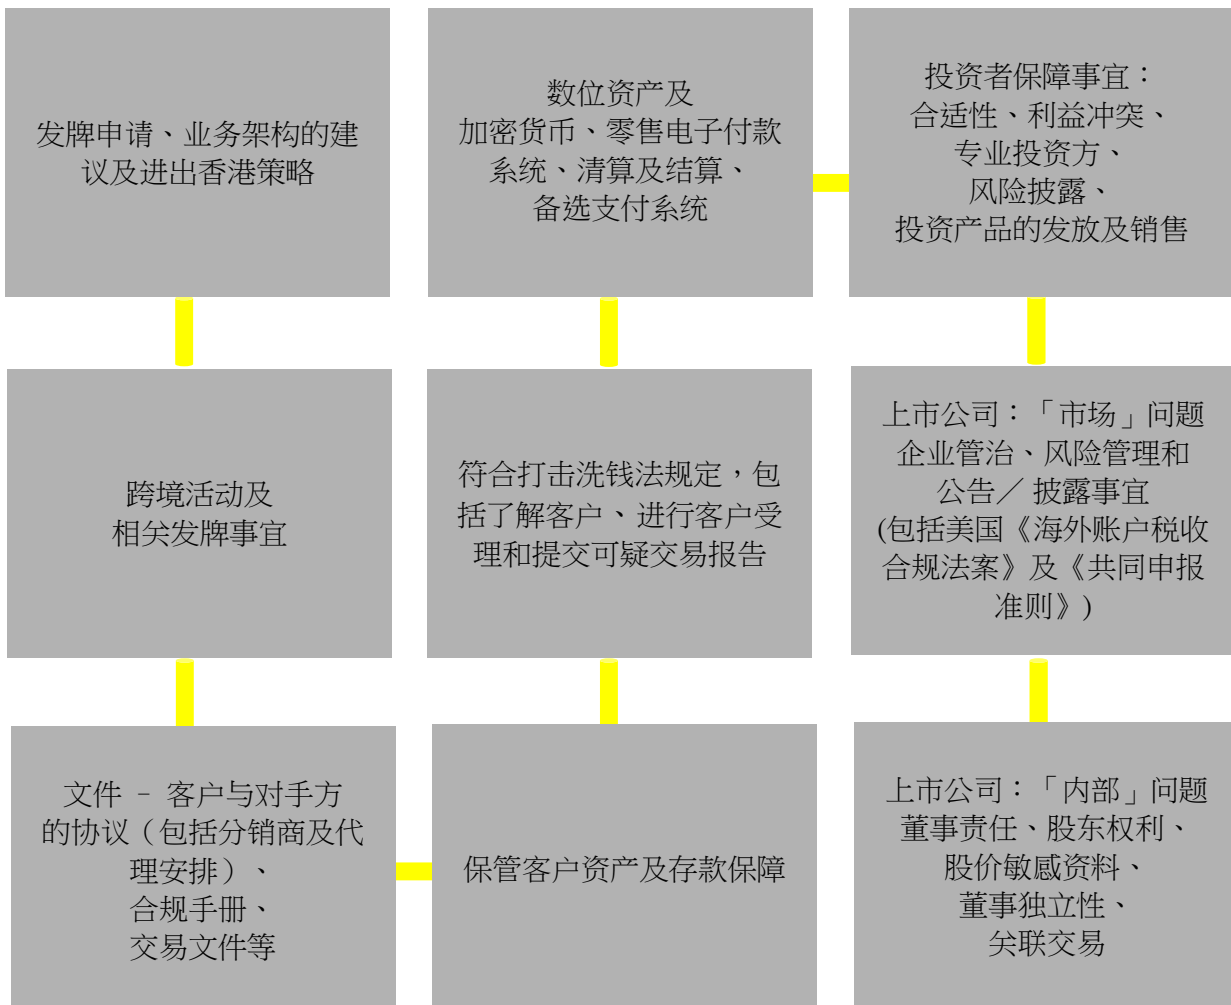 发牌申请、业务架构的建
议及进出香港策略
数位资产及
加密货币、零售电子付款
系统、清算及结算、
备选支付系统
投资者保障事宜：
合适性、利益冲突、
专业投资方、
风险披露、
投资产品的发放及销售
跨境活动及
相关发牌事宜
符合打击洗钱法规定，包
括了解客户、进行客户受
理和提交可疑交易报告
上市公司：「市场」问题
企业管治、风险管理和
公告／披露事宜
(包括美国《海外账户税收
合规法案》及《共同申报
准则》)
文件 – 客户与对手方
的协议（包括分销商及代
理安排）、
合规手册、
交易文件等
保管客户资产及存款保障
上市公司：「内部」问题
董事责任、股东权利、
股价敏感资料、
董事独立性、
关联交易